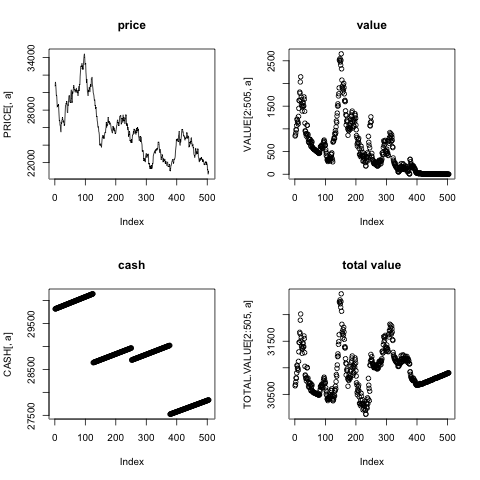 price
PRICE[, a]
34000
28000
22000
0 100 200 300 400 500
Index
value
VALUE[2:505, a]
2500
1500
500
0
0 100 200 300 400 500
Index
cash
CASH[, a]
29500
28500
27500
0 100 200 300 400 500
Index
total value
TOTAL.VALUE[2:505, a]
31500
30500
0 100 200 300 400 500
Index